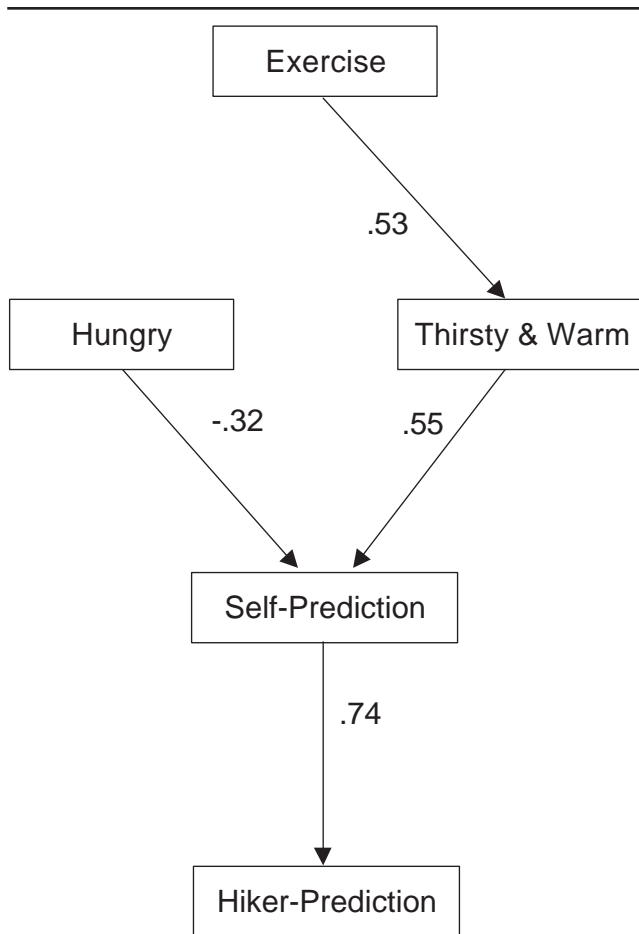 Exercise
.53
Hungry
Thirsty & Warm
-.32
.55
Self-Prediction
.74
Hiker-Prediction